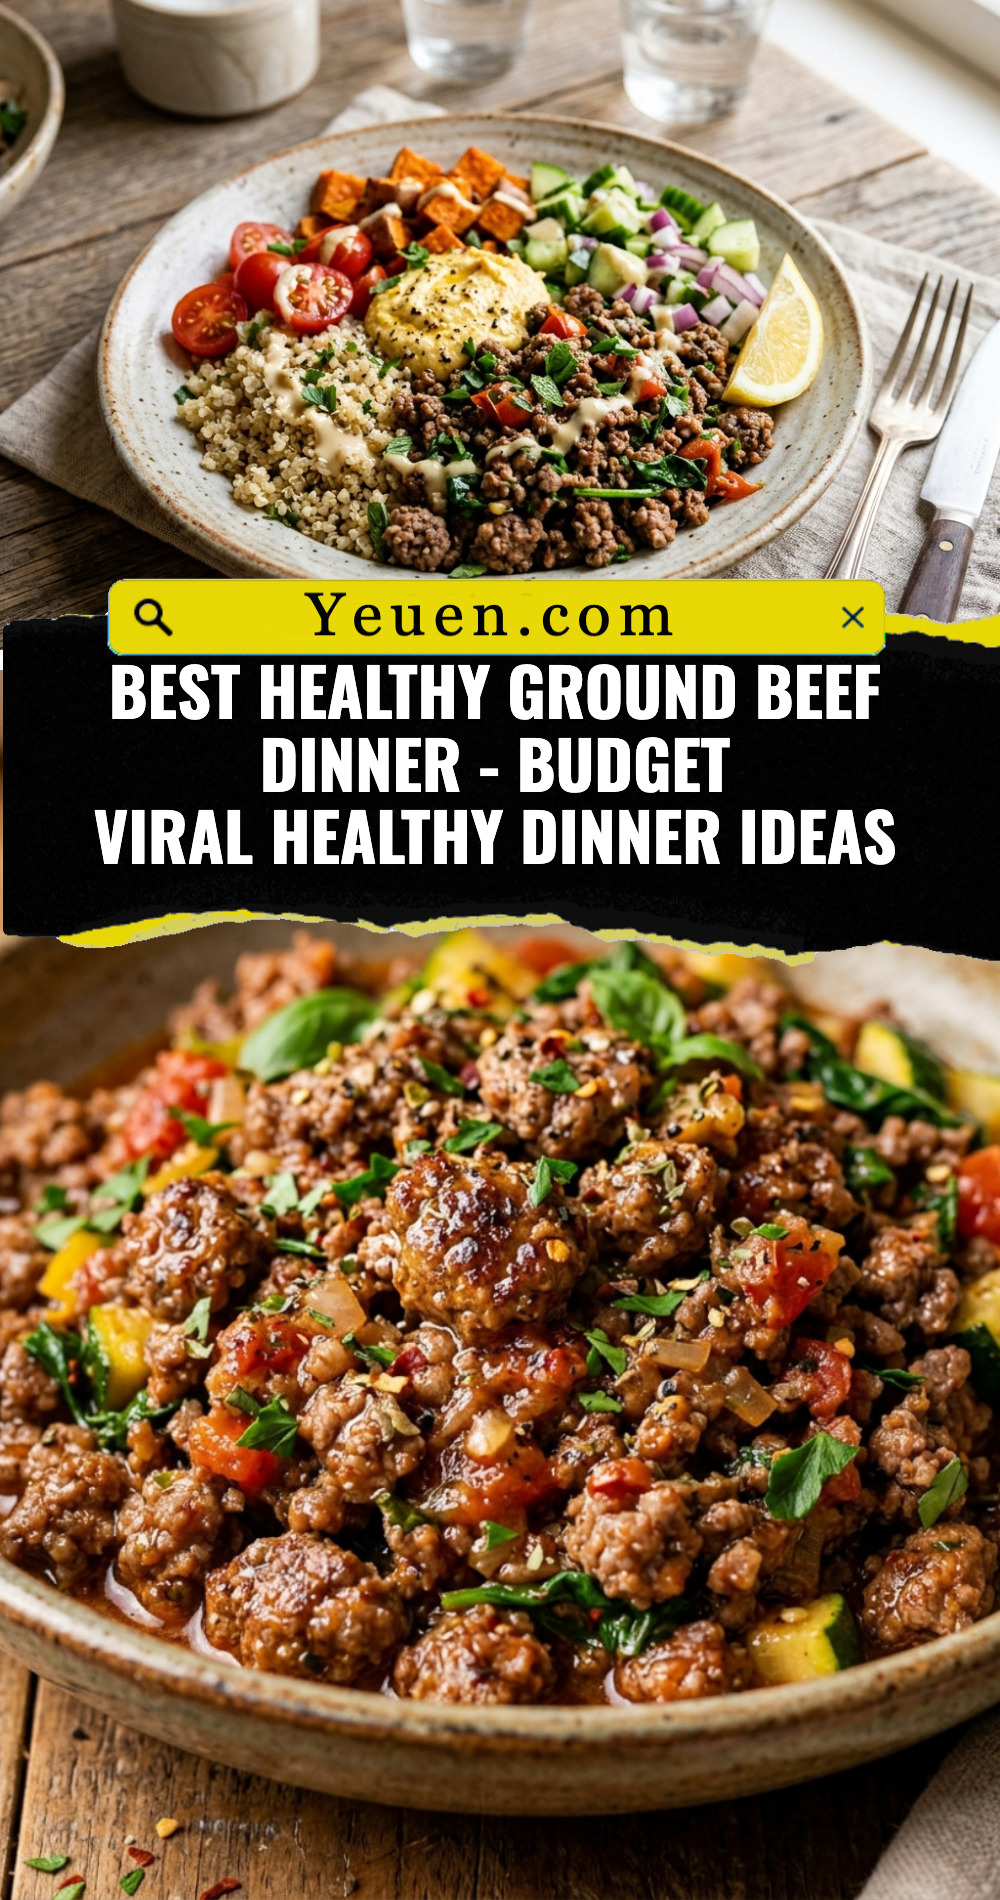 Yeuen.com
BEST HEALTHY GROUND BEEF
DINNER - BUDGET
VIRAL HEALTHY DINNER IDEAS